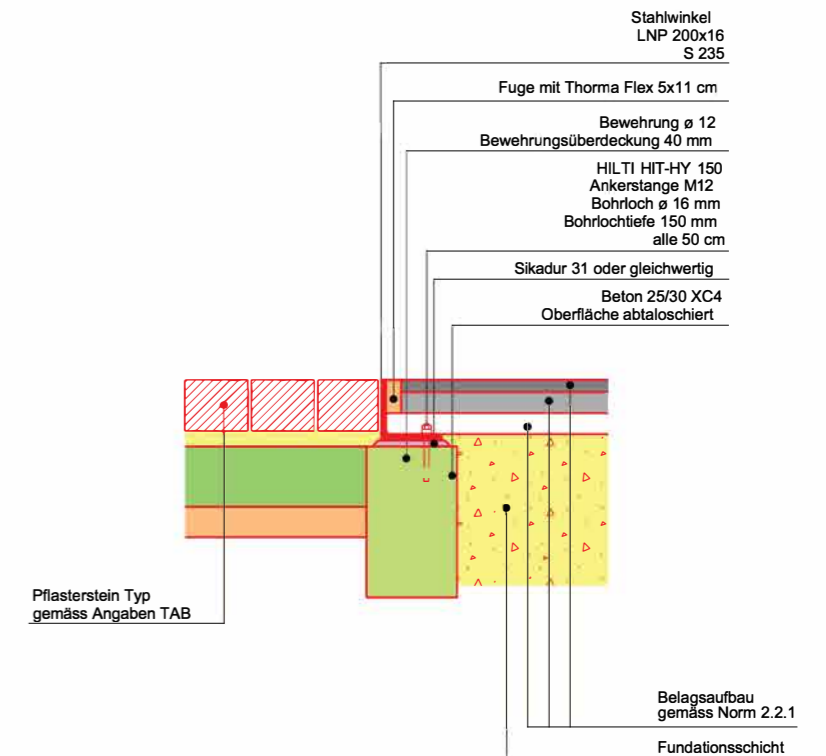 Stahlwinkel
LNP 200x16
S 235
Fuge mit Thorma Flex 5x11 cm
Bewehrung ø 12
Bewehrungsüberdeckung 40 mm
HILTI HIT-HY 150
Ankerstange M12
Bohrloch ø 16 mm
Bohrlochtiefe 150 mm
alle 50 cm
Sikadur 31 oder gleichwertig
Beton 25/30 XC4
Oberfläche abtaloschiert
Pflasterstein Typ
gemäss Angaben TAB
Belagsaufbau
gemäss Norm 2.2.1
Fundationsschicht